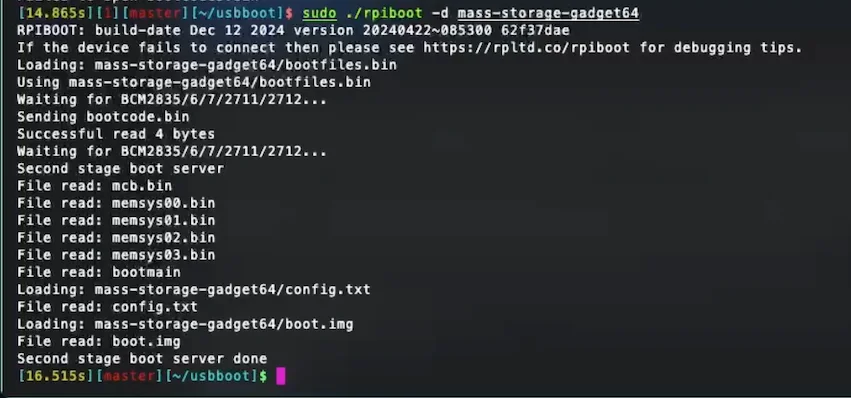 [14.865s][1][master][~/usbboot]$ sudo ./rpiboot -d mass-storage-gadget64
RPIBOOT: build-date Dec 12 2024 version 20240422~085300 62f37dae
If the device fails to connect then please see https://rpltd.co/rpiboot for debugging tips.
Loading: mass-storage-gadget64/bootfiles.bin
Using mass-storage-gadget64/bootfiles.bin
Waiting for BCM2835/6/7/2711/2712...
Sending bootcode.bin
Successful read 4 bytes
Waiting for BCM2835/6/7/2711/2712...
Second stage boot server
File read: mcb.bin
File read: memsys00.bin
File read: memsys01.bin
File read: memsys02.bin
File read: memsys03.bin
File read: bootmain
Loading: mass-storage-gadget64/config.txt
File read: config.txt
Loading: mass-storage-gadget64/boot.img
File read: boot.img
Second stage boot server done
[16.515s][master][~/usbboot]$